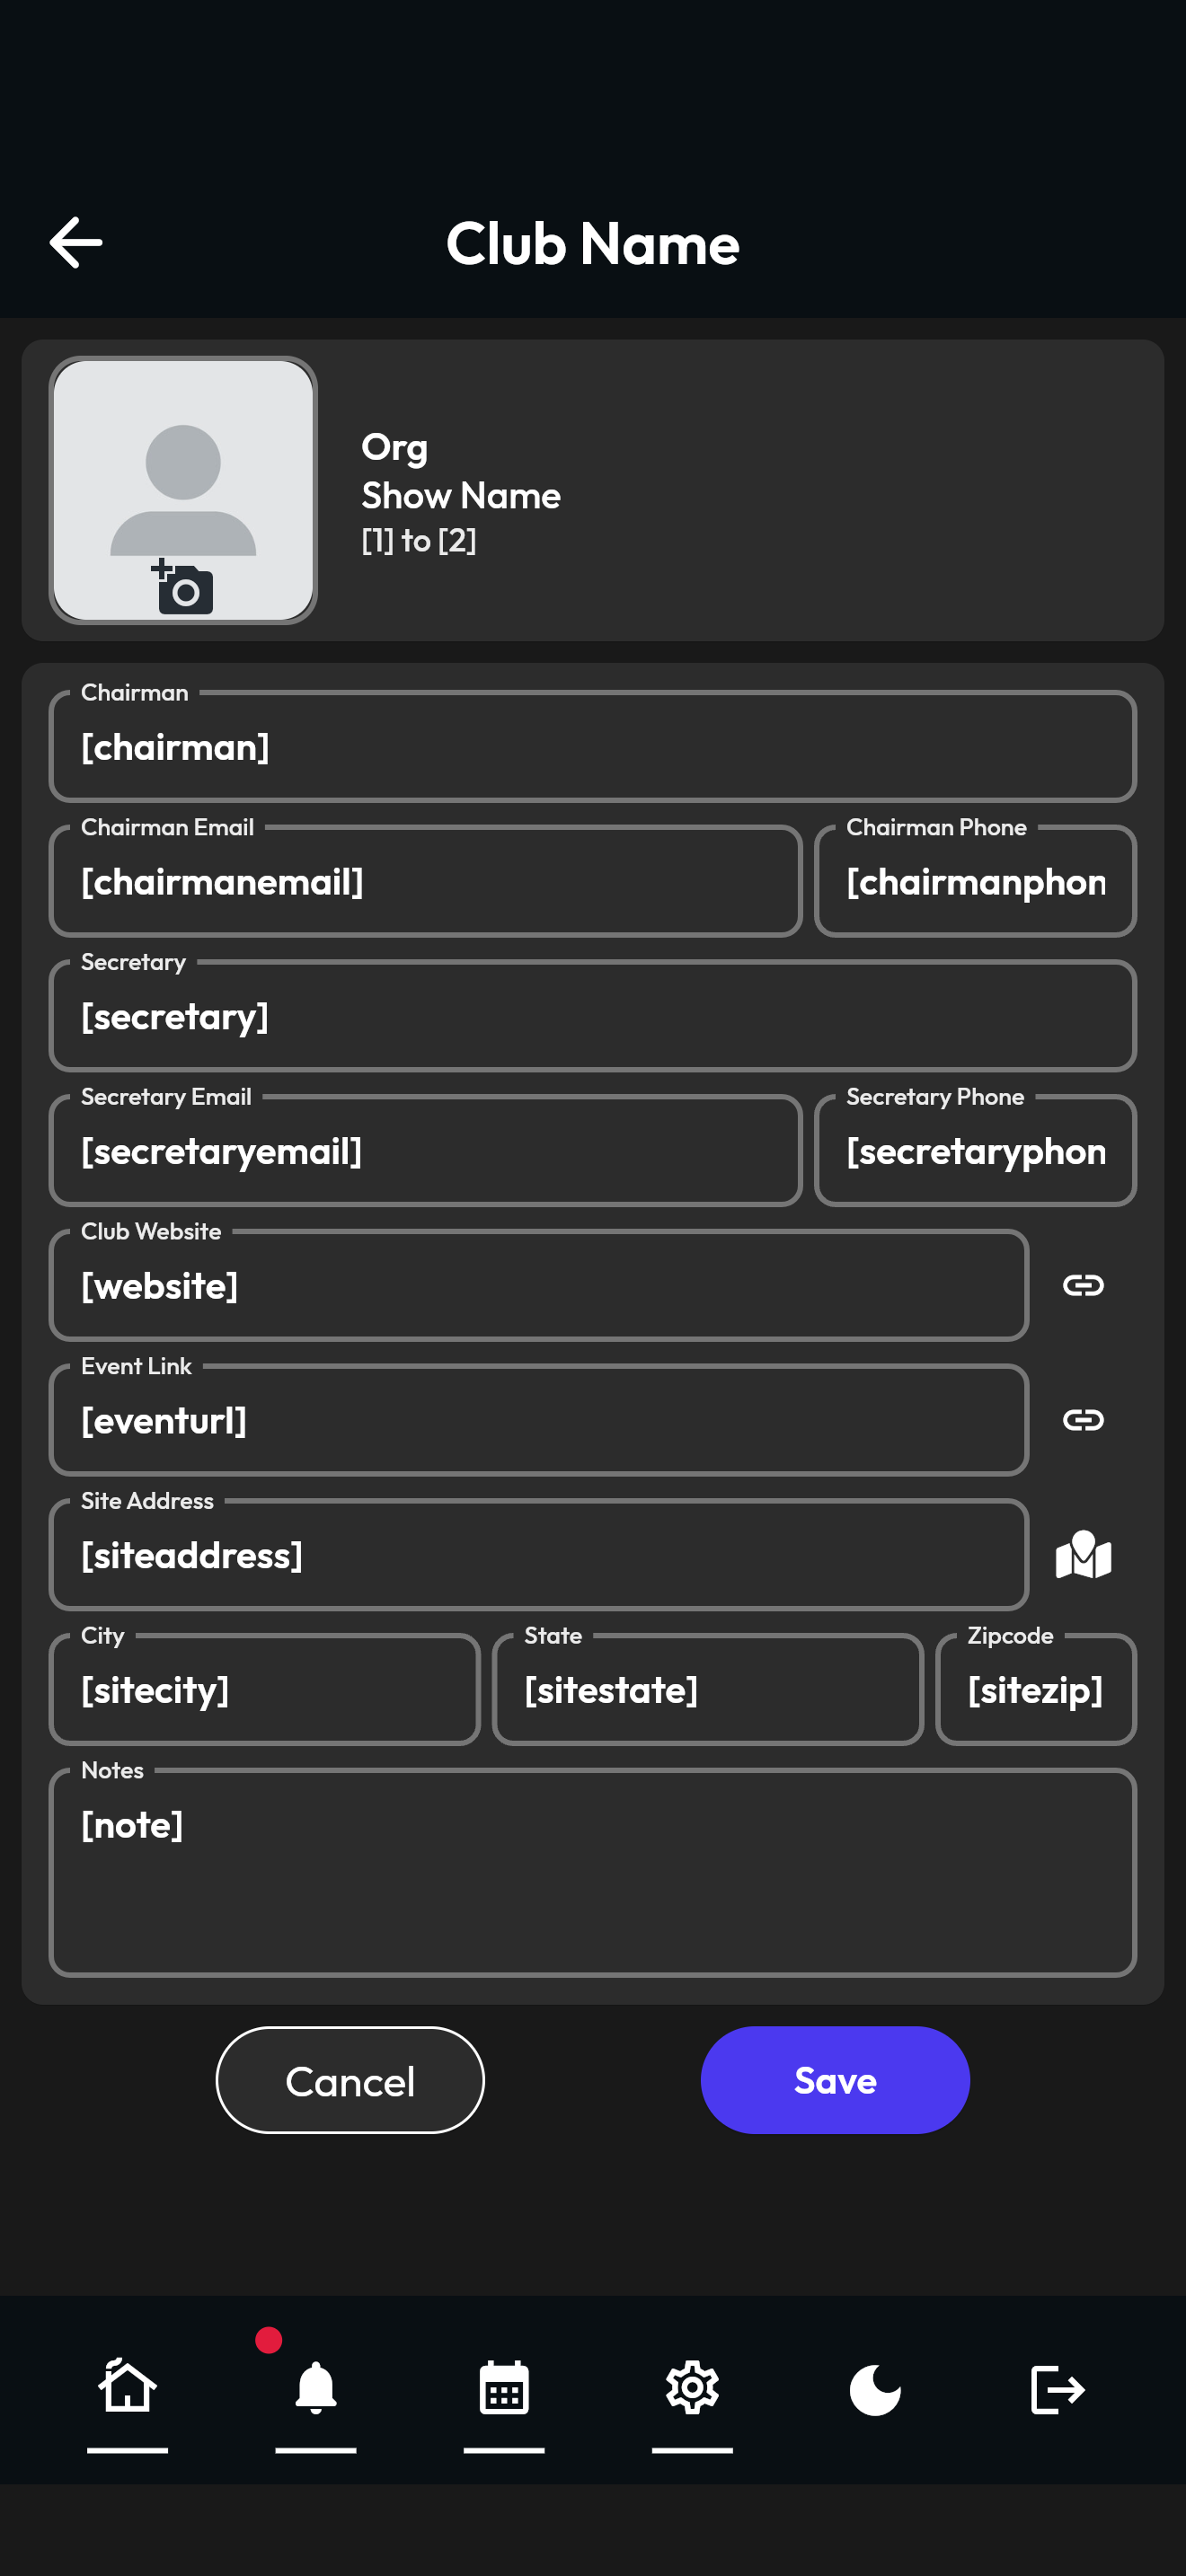 Club Name
Org
Show Name
[1] to [2]
Chairman
[chairman]
Chairman Email
Chairman Phone
[chairmanemail]
[chairmanphon
Secretary
[secretary]
Secretary Email
Secretary Phone
[secretaryemail]
[secretaryphon
Club Website
[website]
Event Link
[eventurl]
Site Address
[siteaddress]
City
State
Zipcode
[sitecity]
[sitestate]
[sitezip]
Notes
[note]
Cancel
Save